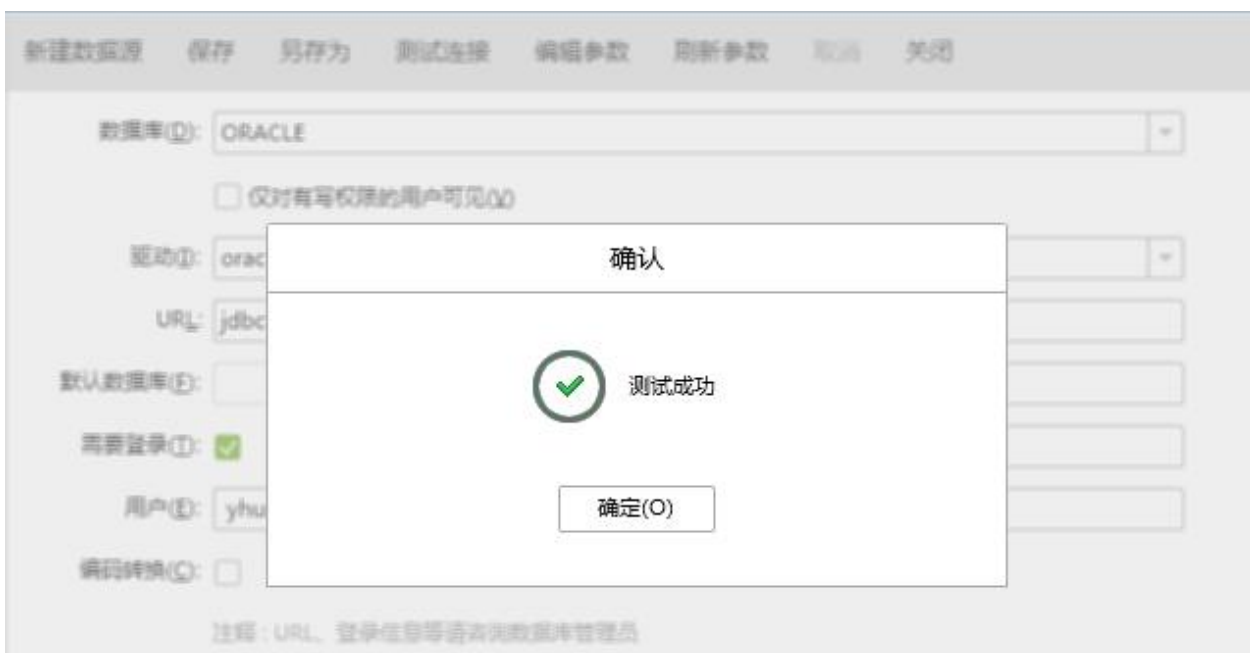 新建数据源 保存 另存为 测试连接 编辑参数 刷新参数 取消 关闭
数据库(D): ORACLE
仅对有写权限的用户可见(V)
确认
驱动(I): orac
URL: jdbc
默认数据库(F):
测试成功
需要登录(T):
用户(E): yhu
确定(O)
编码转换(C):
注释 : URL、登录信息等请咨询数据库管理员